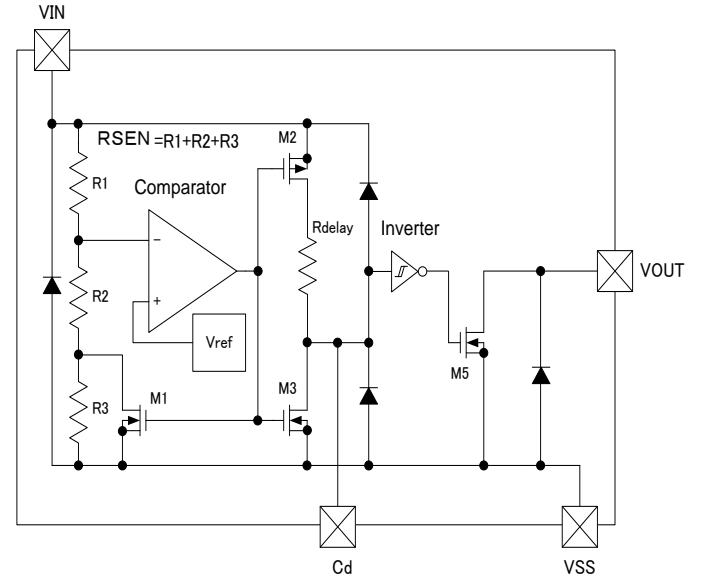 VIN
RSEN =R1+R2+R3
M2
R1
Comparator
Rdelay
Inverter
−
VOUT
R2
+
Vref
M5
M1
M3
R3
Cd
VSS